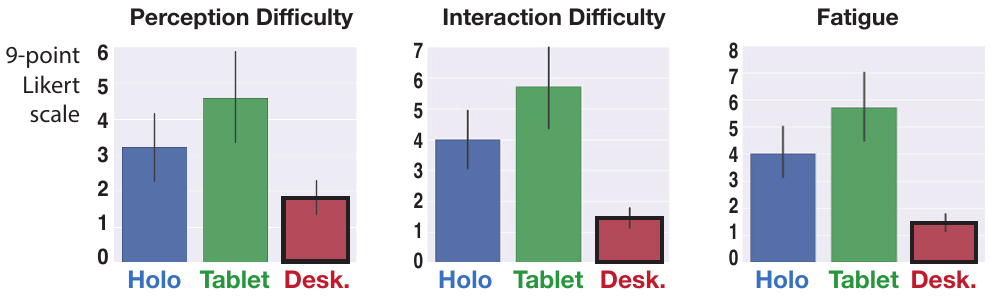 Perception Difficulty
Interaction Difficulty
Fatigue
9-point
Likert
scale
6
5
4
3
2
1
0
Holo Tablet Desk.
7
6
5
4
3
2
1
0
Holo Tablet Desk.
8
7
6
5
4
3
2
1
0
Holo Tablet Desk.